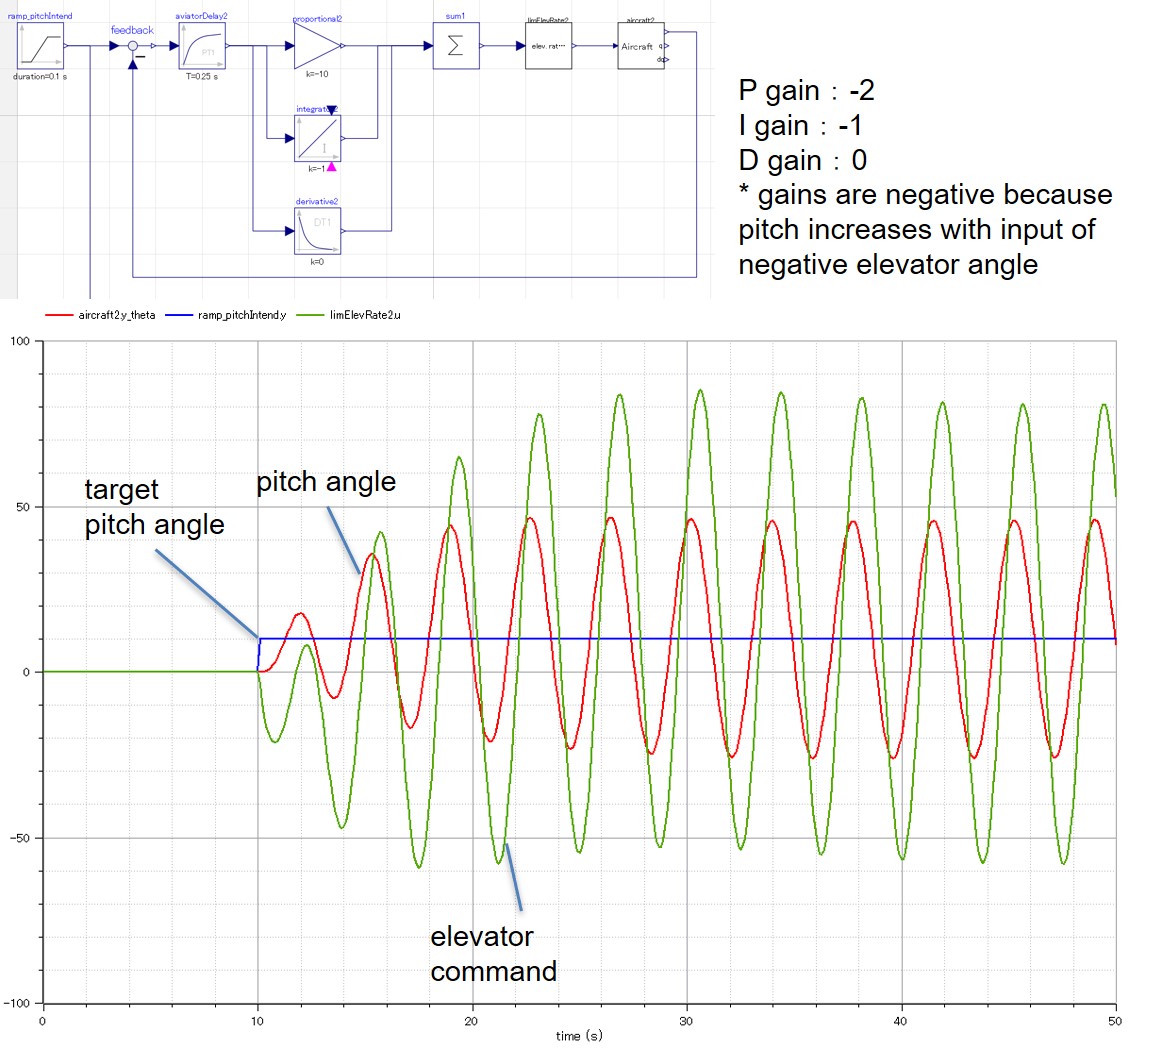 ramp_pitchIntend
feedback
aviatorDelay2
proportional2
sum1
limElevRate2
aircraft2
PT1
elev. rat...
Aircraft
q
dq
duration=0.1 s
T=0.25 s
k=-10
I
k=-1
derivative2
DT1
k=0
P gain : -2
I gain : -1
D gain : 0
* gains are negative because
pitch increases with input of
negative elevator angle
aircraft2.y_theta
ramp_pitchIntend.y
limElevRate2.u
100
50
0
-50
-100
target
pitch angle
pitch angle
elevator
command
0
10
20
30
40
50
time (s)